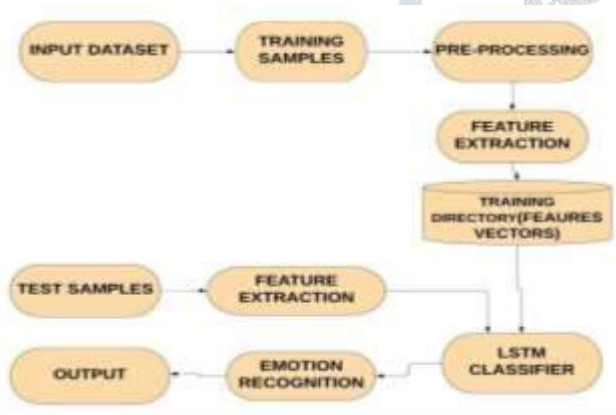 INPUT DATASET
TRAINING
SAMPLES
PRE-PROCESSING
FEATURE
EXTRACTION
TRAINING
DIRECTORY(FEAURES
VECTORS)
TEST SAMPLES
FEATURE
EXTRACTION
LSTM
CLASSIFIER
EMOTION
RECOGNITION
OUTPUT